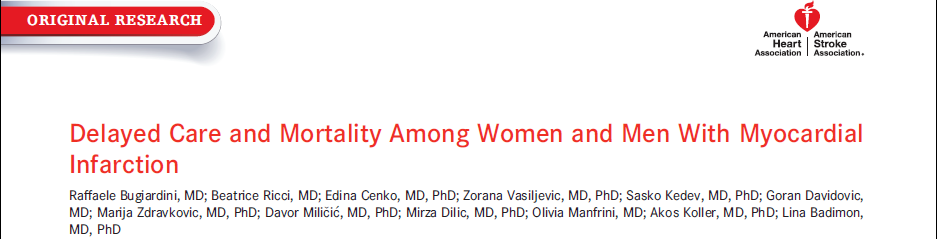 ORIGINAL RESEARCH
American Heart Association
American Stroke Association®
Delayed Care and Mortality Among Women and Men With Myocardial
Infarction
Raffaele Bugiardini, MD; Beatrice Ricci, MD; Edina Cenko, MD, PhD; Zorana Vasiljevic, MD, PhD; Sasko Kedev, MD, PhD; Goran Davidovic,
MD; Marija Zdravkovic, MD, PhD; Davor Miličić, MD, PhD; Mirza Dilic, MD, PhD; Olivia Manfrini, MD; Akos Koller, MD, PhD; Lina Badimon,
MD, PhD